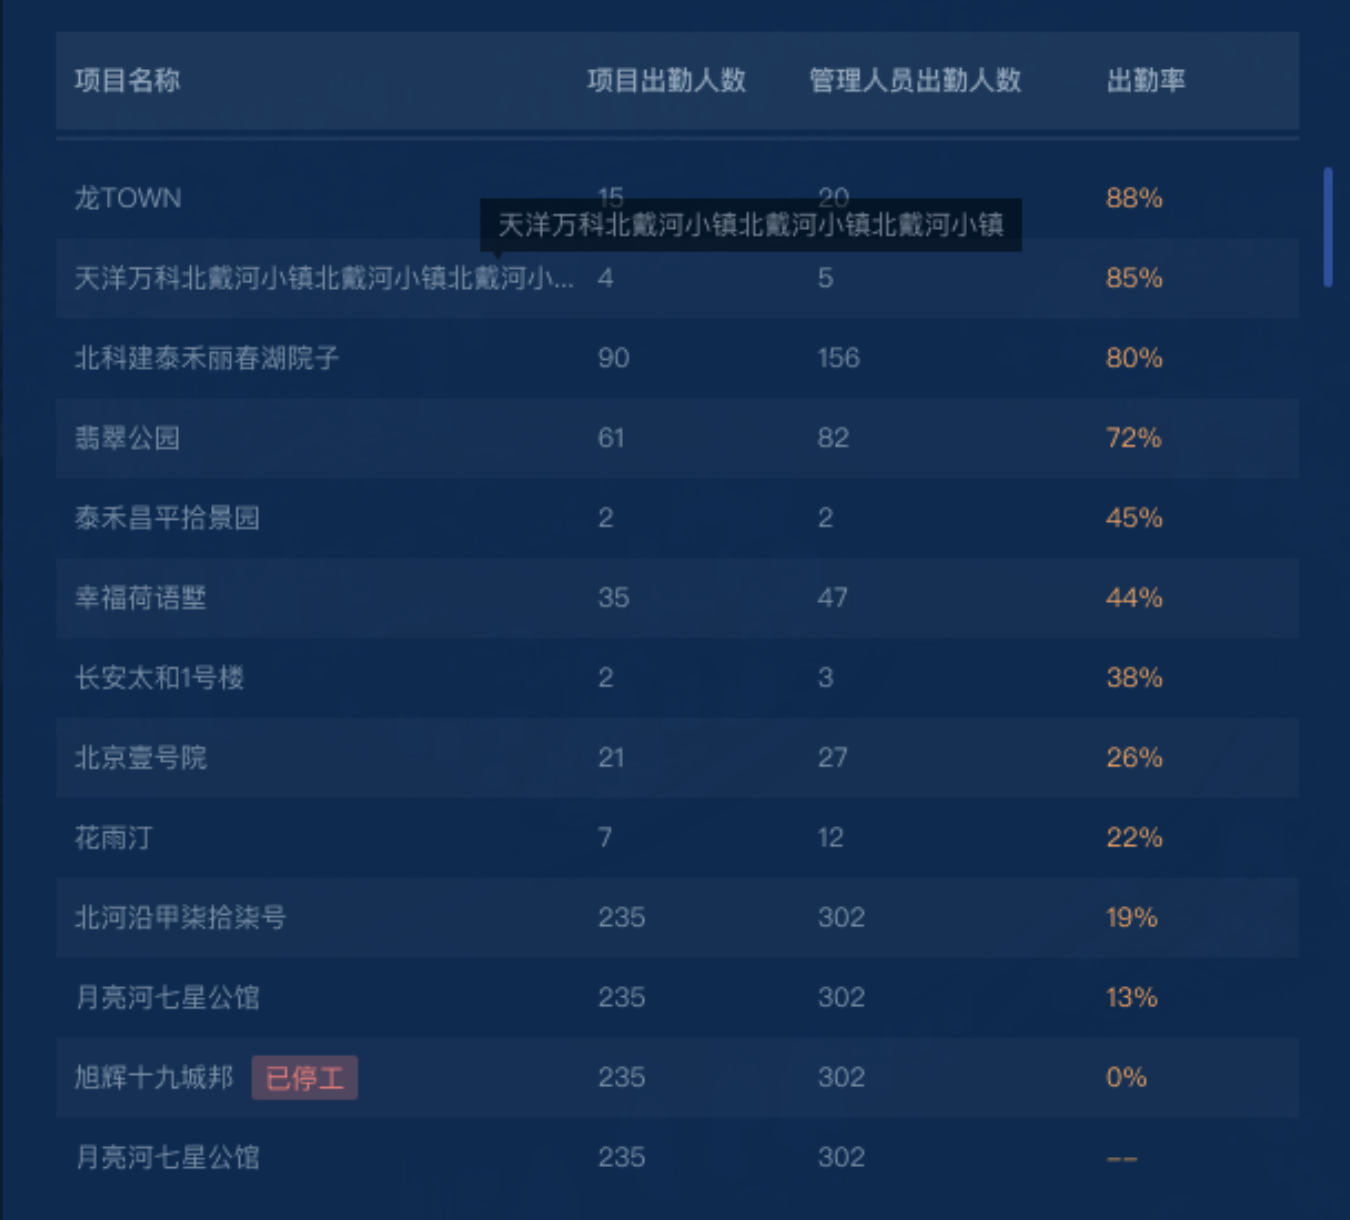 项目名称 项目出勤人数 管理人员出勤人数 出勤率
龙TOWN 15 20 88%
天洋万科北戴河小镇北戴河小镇北戴河小镇
天洋万科北戴河小镇北戴河小镇北戴河小... 4 5 85%
北科建泰禾丽春湖院子 90 156 80%
翡翠公园 61 82 72%
泰禾昌平拾景园 2 2 45%
幸福荷语墅 35 47 44%
长安太和1号楼 2 3 38%
北京壹号院 21 27 26%
花雨汀 7 12 22%
北河沿甲柒拾柒号 235 302 19%
月亮河七星公馆 235 302 13%
旭辉十九城邦 已停工 235 302 0%
月亮河七星公馆 235 302 --